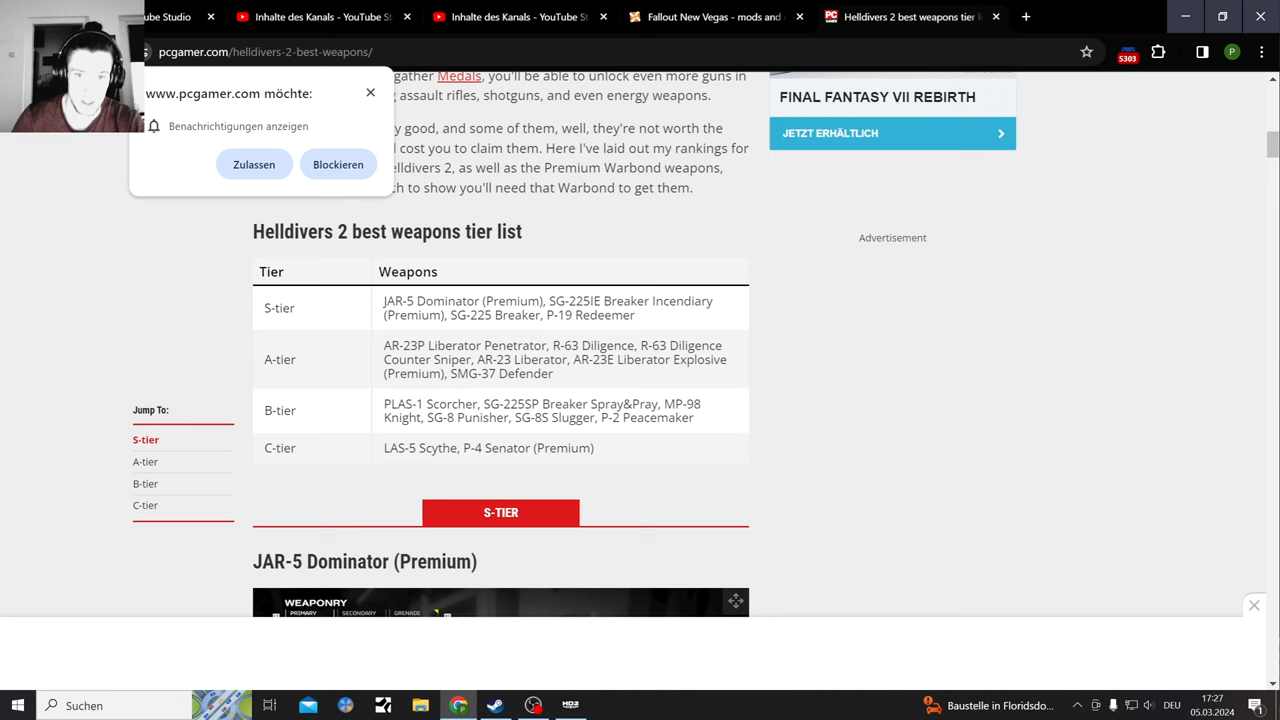 ube Studio
Inhalte des Kanals - YouTube St
Inhalte des Kanals - YouTube St
Fallout New Vegas - mods and
Helldivers 2 best weapons tier l
pcgamer.com/helldivers-2-best-weapons/
5303
P
www.pcgamer.com möchte:
Benachrichtigungen anzeigen
Zulassen
Blockieren
gather Medals, you'll be able to unlock even more guns in
assault rifles, shotguns, and even energy weapons.
y good, and some of them, well, they're not worth the
cost you to claim them. Here I've laid out my rankings for
elldivers 2, as well as the Premium Warbond weapons,
to show you'll need that Warbond to get them.
FINAL FANTASY VII REBIRTH
JETZT ERHÄLTLICH
Advertisement
Helldivers 2 best weapons tier list
Tier Weapons
S-tier
JAR-5 Dominator (Premium), SG-225IE Breaker Incendiary
(Premium), SG-225 Breaker, P-19 Redeemer
A-tier
AR-23P Liberator Penetrator, R-63 Diligence, R-63 Diligence
Counter Sniper, AR-23 Liberator, AR-23E Liberator Explosive
(Premium), SMG-37 Defender
B-tier
PLAS-1 Scorcher, SG-225SP Breaker Spray&Pray, MP-98
Knight, SG-8 Punisher, SG-8S Slugger, P-2 Peacemaker
C-tier
LAS-5 Scythe, P-4 Senator (Premium)
Jump To:
S-tier
A-tier
B-tier
C-tier
S-TIER
JAR-5 Dominator (Premium)
WEAPONRY
PRIMARY SECONDARY GRENADE
Suchen
HD2
Baustelle in Floridsdo...
DEU
17:27
05.03.2024
1